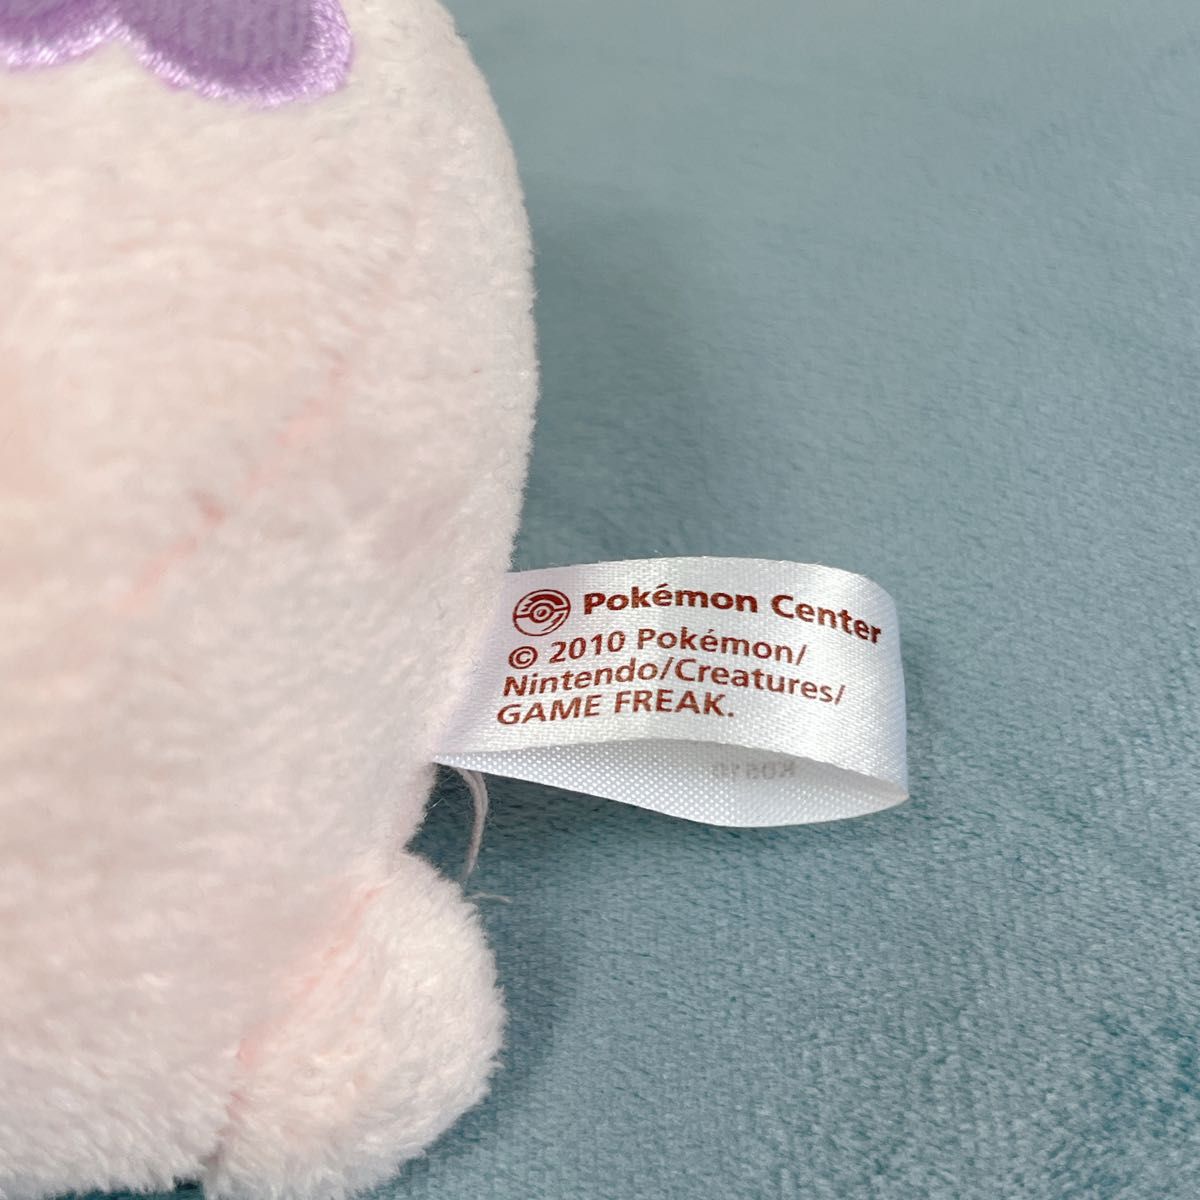 Pokémon Center
© 2010 Pokémon/
Nintendo/Creatures/
GAME FREAK.